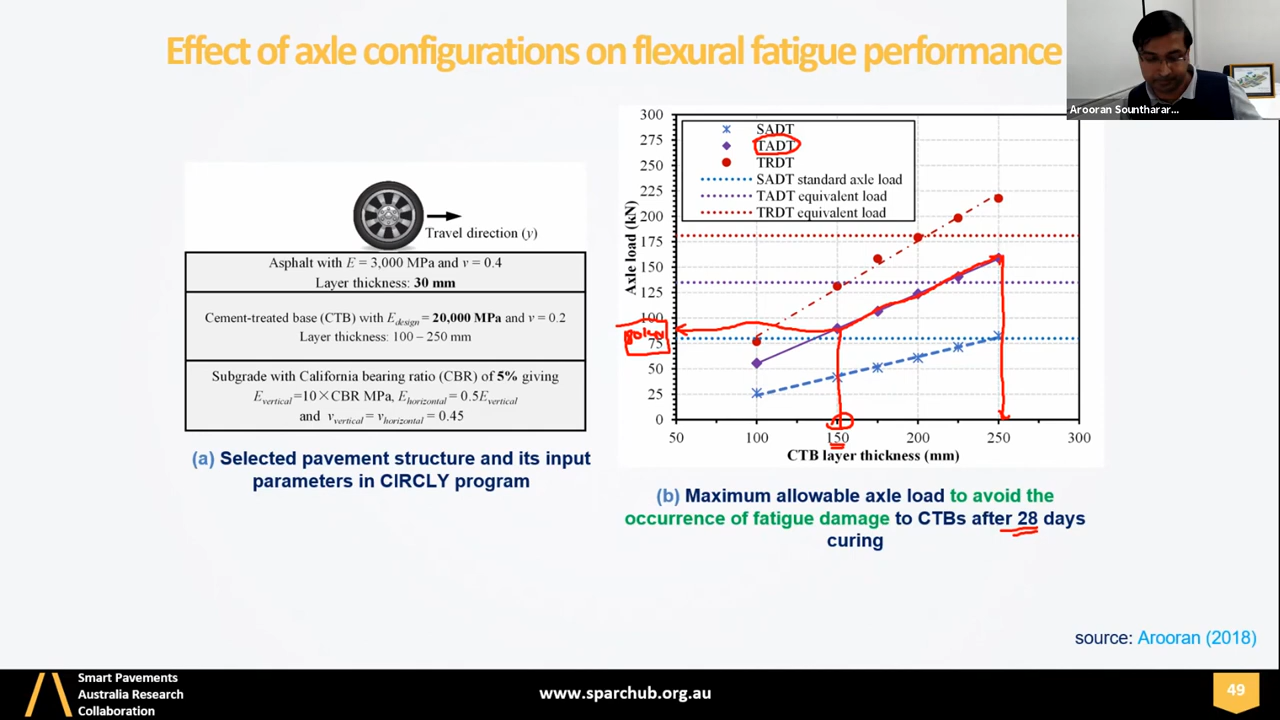 Effect of axle configurations on flexural fatigue performance
Arooran Sountharar...
Travel direction (y)
Asphalt with E = 3,000 MPa and ν = 0.4
Layer thickness: 30 mm
Cement-treated base (CTB) with Edesign = 20,000 MPa and ν = 0.2
Layer thickness: 100 – 250 mm
Subgrade with California bearing ratio (CBR) of 5% giving
Evertical =10×CBR MPa, Ehorizontal = 0.5Evertical
and νvertical = νhorizontal = 0.45
(a) Selected pavement structure and its input
parameters in CIRCLY program
Axle load (kN)
300
275
250
225
200
175
150
125
100
75
50
25
0
SADT
TADT
TRDT
SADT standard axle load
TADT equivalent load
TRDT equivalent load
50 100 150 200 250 300
CTB layer thickness (mm)
(b) Maximum allowable axle load to avoid the
occurrence of fatigue damage to CTBs after 28 days
curing
source: Arooran (2018)
Smart Pavements
Australia Research
Collaboration
www.sparchub.org.au
49